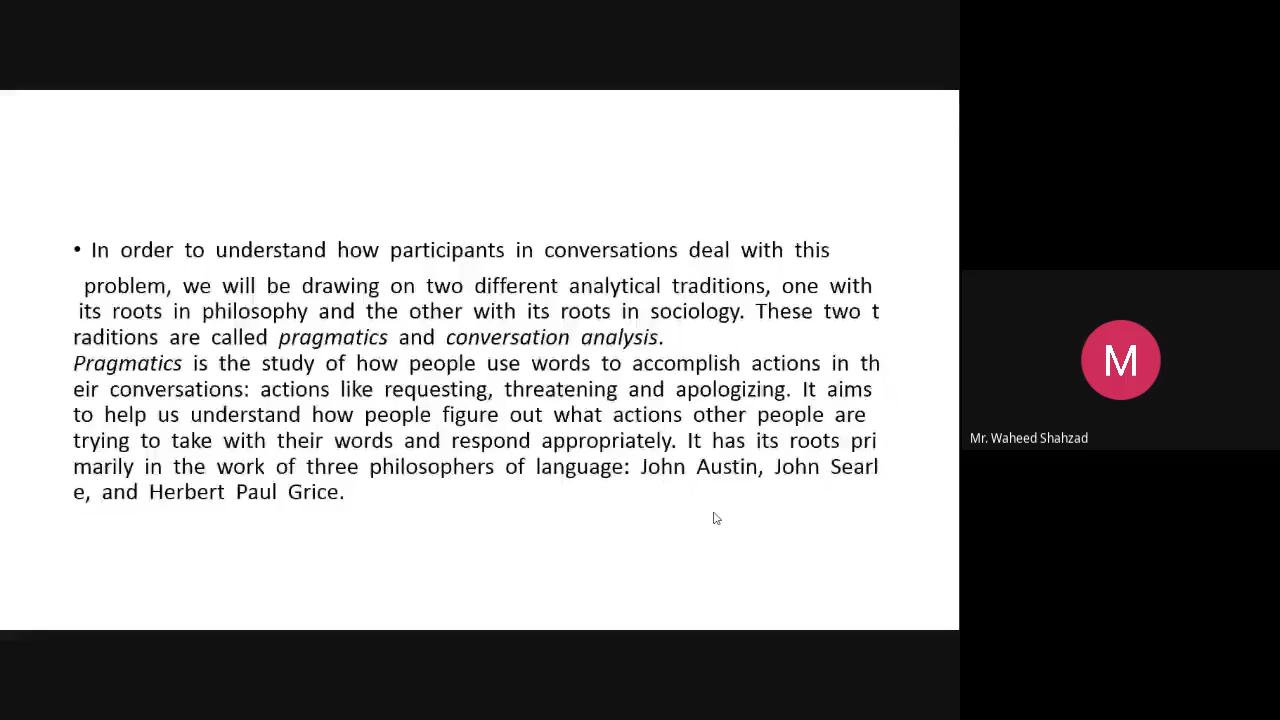 • In order to understand how participants in conversations deal with this
problem, we will be drawing on two different analytical traditions, one with
its roots in philosophy and the other with its roots in sociology. These two t
raditions are called pragmatics and conversation analysis.
Pragmatics is the study of how people use words to accomplish actions in th
eir conversations: actions like requesting, threatening and apologizing. It aims
to help us understand how people figure out what actions other people are
trying to take with their words and respond appropriately. It has its roots pri
marily in the work of three philosophers of language: John Austin, John Searl
e, and Herbert Paul Grice.
M
Mr. Waheed Shahzad